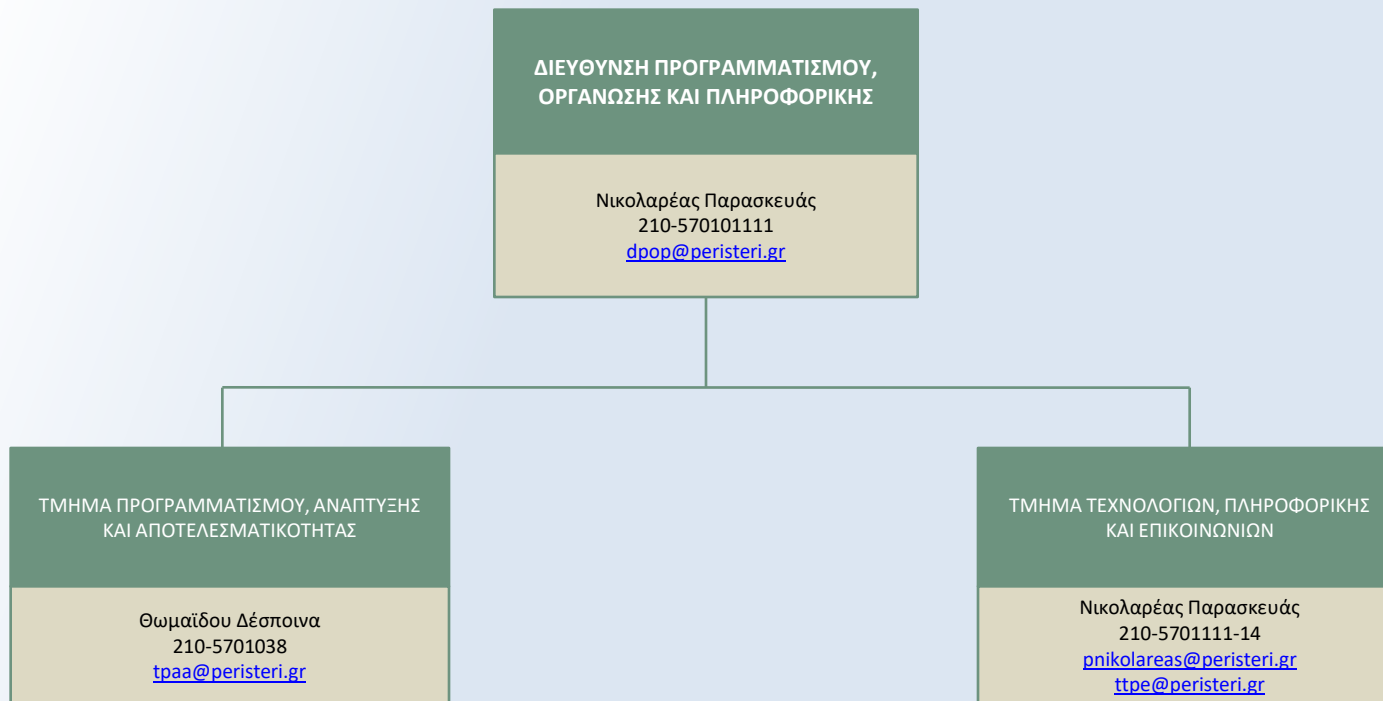 ΔΙΕΥΘΥΝΣΗ ΠΡΟΓΡΑΜΜΑΤΙΣΜΟΥ,
ΟΡΓΑΝΩΣΗΣ ΚΑΙ ΠΛΗΡΟΦΟΡΙΚΗΣ
Νικολαρέας Παρασκευάς
210-570101111
dpop@peristeri.gr
ΤΜΗΜΑ ΠΡΟΓΡΑΜΜΑΤΙΣΜΟΥ, ΑΝΑΠΤΥΞΗΣ
ΚΑΙ ΑΠΟΤΕΛΕΣΜΑΤΙΚΟΤΗΤΑΣ
Θωμαϊδου Δέσποινα
210-5701038
tpaa@peristeri.gr
ΤΜΗΜΑ ΤΕΧΝΟΛΟΓΙΩΝ, ΠΛΗΡΟΦΟΡΙΚΗΣ
ΚΑΙ ΕΠΙΚΟΙΝΩΝΙΩΝ
Νικολαρέας Παρασκευάς
210-5701111-14
pnikolareas@peristeri.gr
ttpe@peristeri.gr